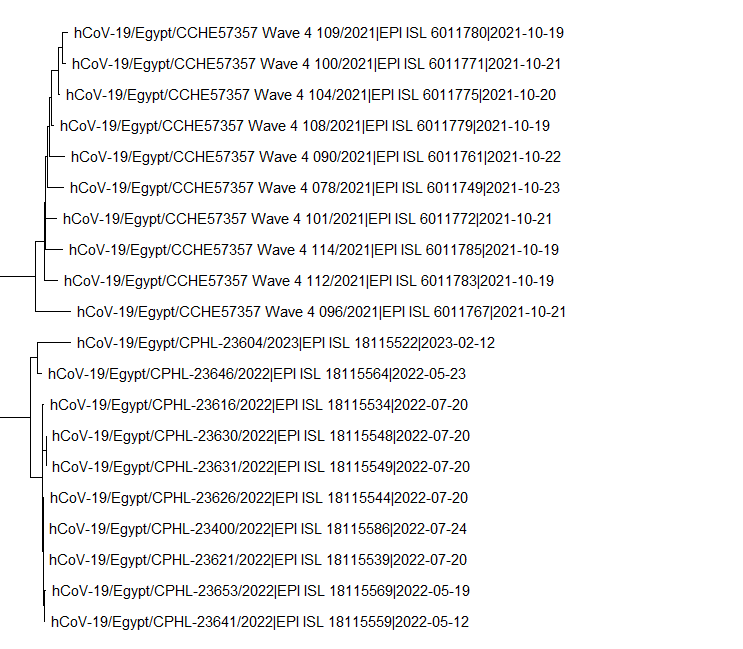 hCoV-19/Egypt/CCHE57357 Wave 4 109/2021|EPI ISL 6011780|2021-10-19
hCoV-19/Egypt/CCHE57357 Wave 4 100/2021|EPI ISL 6011771|2021-10-21
hCoV-19/Egypt/CCHE57357 Wave 4 104/2021|EPI ISL 6011775|2021-10-20
hCoV-19/Egypt/CCHE57357 Wave 4 108/2021|EPI ISL 6011779|2021-10-19
hCoV-19/Egypt/CCHE57357 Wave 4 090/2021|EPI ISL 6011761|2021-10-22
hCoV-19/Egypt/CCHE57357 Wave 4 078/2021|EPI ISL 6011749|2021-10-23
hCoV-19/Egypt/CCHE57357 Wave 4 101/2021|EPI ISL 6011772|2021-10-21
hCoV-19/Egypt/CCHE57357 Wave 4 114/2021|EPI ISL 6011785|2021-10-19
hCoV-19/Egypt/CCHE57357 Wave 4 112/2021|EPI ISL 6011783|2021-10-19
hCoV-19/Egypt/CCHE57357 Wave 4 096/2021|EPI ISL 6011767|2021-10-21
hCoV-19/Egypt/CPHL-23604/2023|EPI ISL 18115522|2023-02-12
hCoV-19/Egypt/CPHL-23646/2022|EPI ISL 18115564|2022-05-23
hCoV-19/Egypt/CPHL-23616/2022|EPI ISL 18115534|2022-07-20
hCoV-19/Egypt/CPHL-23630/2022|EPI ISL 18115548|2022-07-20
hCoV-19/Egypt/CPHL-23631/2022|EPI ISL 18115549|2022-07-20
hCoV-19/Egypt/CPHL-23626/2022|EPI ISL 18115544|2022-07-20
hCoV-19/Egypt/CPHL-23400/2022|EPI ISL 18115586|2022-07-24
hCoV-19/Egypt/CPHL-23621/2022|EPI ISL 18115539|2022-07-20
hCoV-19/Egypt/CPHL-23653/2022|EPI ISL 18115569|2022-05-19
hCoV-19/Egypt/CPHL-23641/2022|EPI ISL 18115559|2022-05-12